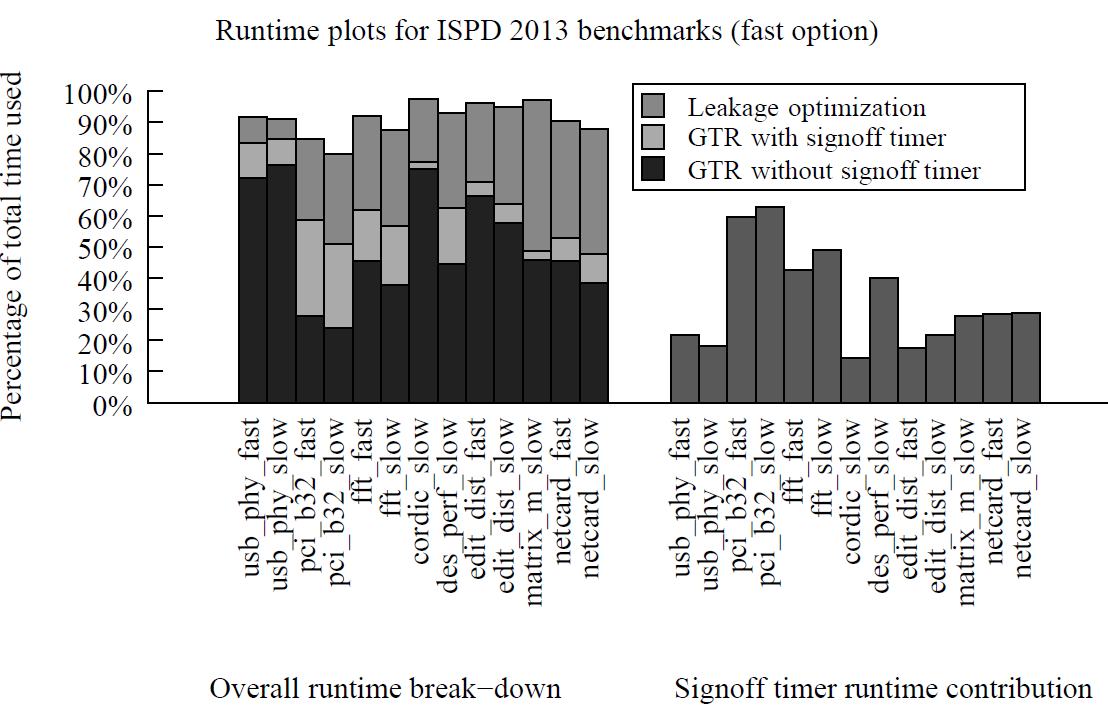 Runtime plots for ISPD 2013 benchmarks (fast option)
Percentage of total time used
100%
90%
80%
70%
60%
50%
40%
30%
20%
10%
0%
Leakage optimization
GTR with signoff timer
GTR without signoff timer
usb_phy_fast
usb_phy_slow
pci_b32_fast
pci_b32_slow
fft_fast
fft_slow
cordic_slow
des_perf_slow
edit_dist_fast
edit_dist_slow
matrix_m_slow
netcard_fast
netcard_slow
usb_phy_fast
usb_phy_slow
pci_b32_fast
pci_b32_slow
fft_fast
fft_slow
cordic_slow
des_perf_slow
edit_dist_fast
edit_dist_slow
matrix_m_slow
netcard_fast
netcard_slow
Overall runtime break−down
Signoff timer runtime contribution